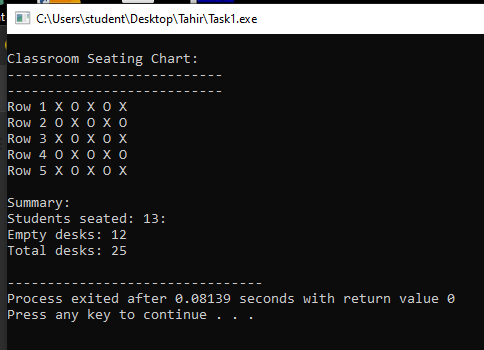 C:\Users\student\Desktop\Tahir\Task1.exe
Classroom Seating Chart:
---------------------------
---------------------------
Row 1 X O X O X
Row 2 O X O X O
Row 3 X O X O X
Row 4 O X O X O
Row 5 X O X O X
Summary:
Students seated: 13:
Empty desks: 12
Total desks: 25
--------------------------------
Process exited after 0.08139 seconds with return value 0
Press any key to continue . . .